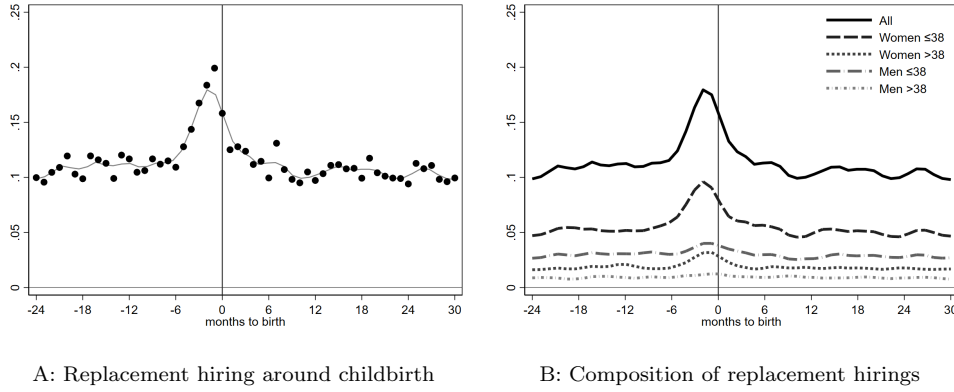 .25
.2
.15
.1
.05
0
-24 -18 -12 -6 0 6 12 18 24 30
months to birth
A: Replacement hiring around childbirth
.25
.2
.15
.1
.05
0
All
Women ≤38
Women >38
Men ≤38
Men >38
-24 -18 -12 -6 0 6 12 18 24 30
months to birth
B: Composition of replacement hirings